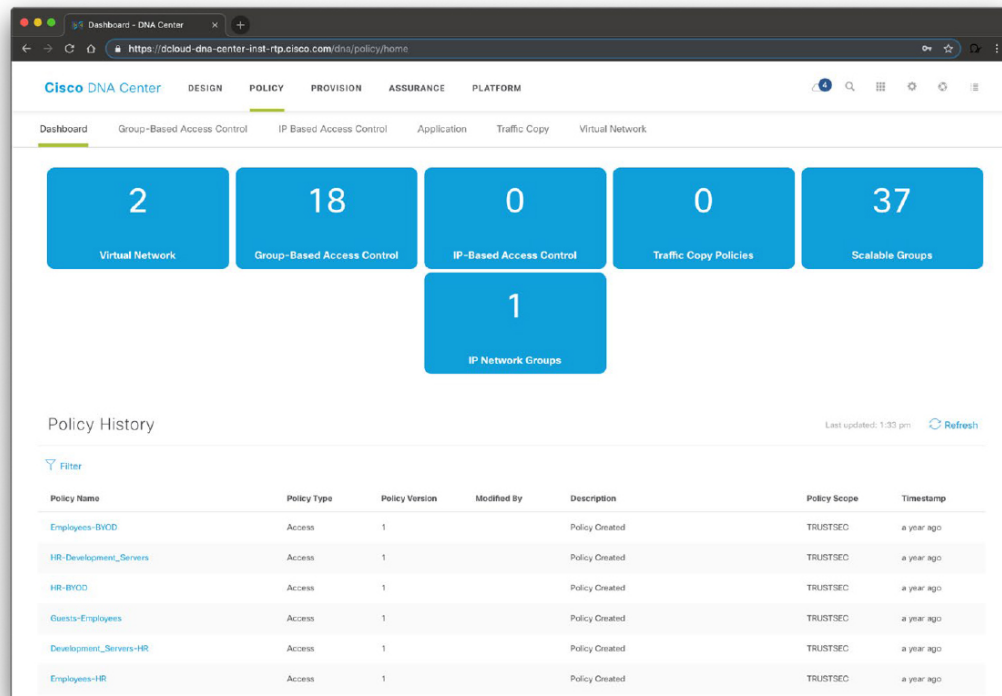 Dashboard - DNA Center
https://dcloud-dna-center-inst-rtp.cisco.com/dna/policy/home
Cisco DNA Center DESIGN POLICY PROVISION ASSURANCE PLATFORM 4
Dashboard Group-Based Access Control IP Based Access Control Application Traffic Copy Virtual Network
2 18 0 0 37
Virtual Network Group-Based Access Control IP-Based Access Control Traffic Copy Policies Scalable Groups
1
IP Network Groups
Policy History Last updated: 1:33 pm Refresh
Filter
Policy Name Policy Type Policy Version Modified By Description Policy Scope Timestamp
Employees-BYOD Access 1 Policy Created TRUSTSEC a year ago
HR-Development_Servers Access 1 Policy Created TRUSTSEC a year ago
HR-BYOD Access 1 Policy Created TRUSTSEC a year ago
Guests-Employees Access 1 Policy Created TRUSTSEC a year ago
Development_Servers-HR Access 1 Policy Created TRUSTSEC a year ago
Employees-HR Access 1 Policy Created TRUSTSEC a year ago